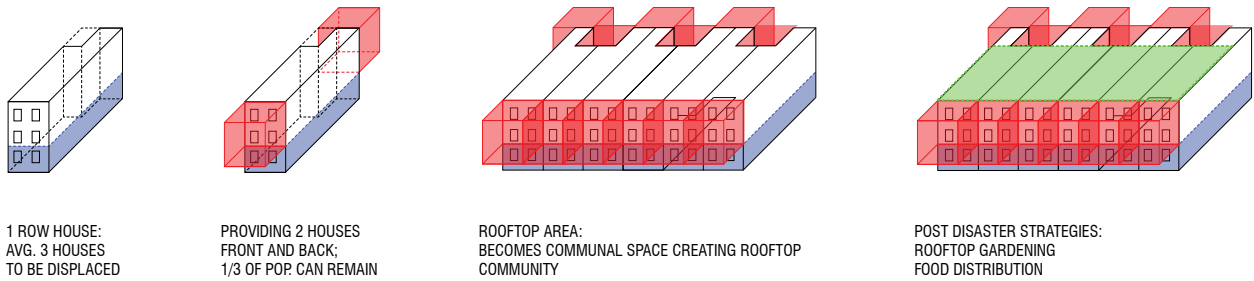 1 ROW HOUSE:
AVG. 3 HOUSES
TO BE DISPLACED
PROVIDING 2 HOUSES
FRONT AND BACK;
1/3 OF POP. CAN REMAIN
ROOFTOP AREA:
BECOMES COMMUNAL SPACE CREATING ROOFTOP
COMMUNITY
POST DISASTER STRATEGIES:
ROOFTOP GARDENING
FOOD DISTRIBUTION